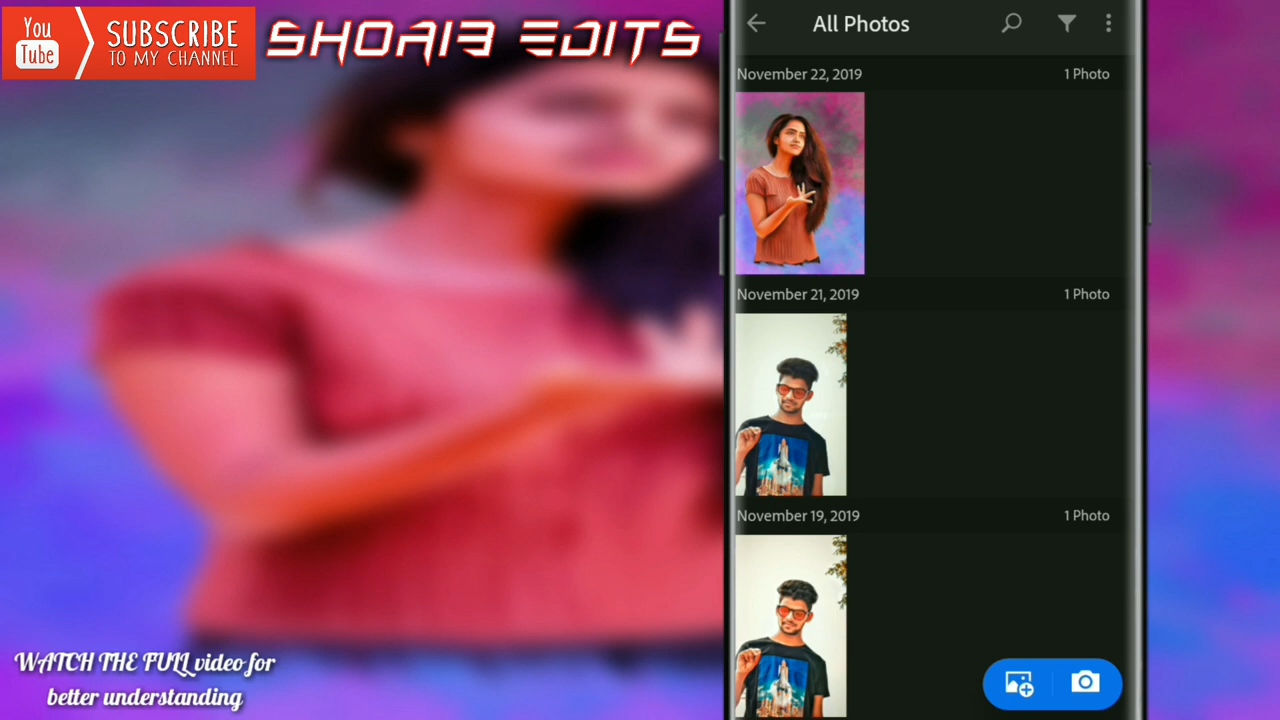 You
Tube
SUBSCRIBE
TO MY CHANNEL
SHOAIB EDITS
All Photos
November 22, 2019
1 Photo
November 21, 2019
1 Photo
November 19, 2019
1 Photo
WATCH THE FULL video for
better understanding